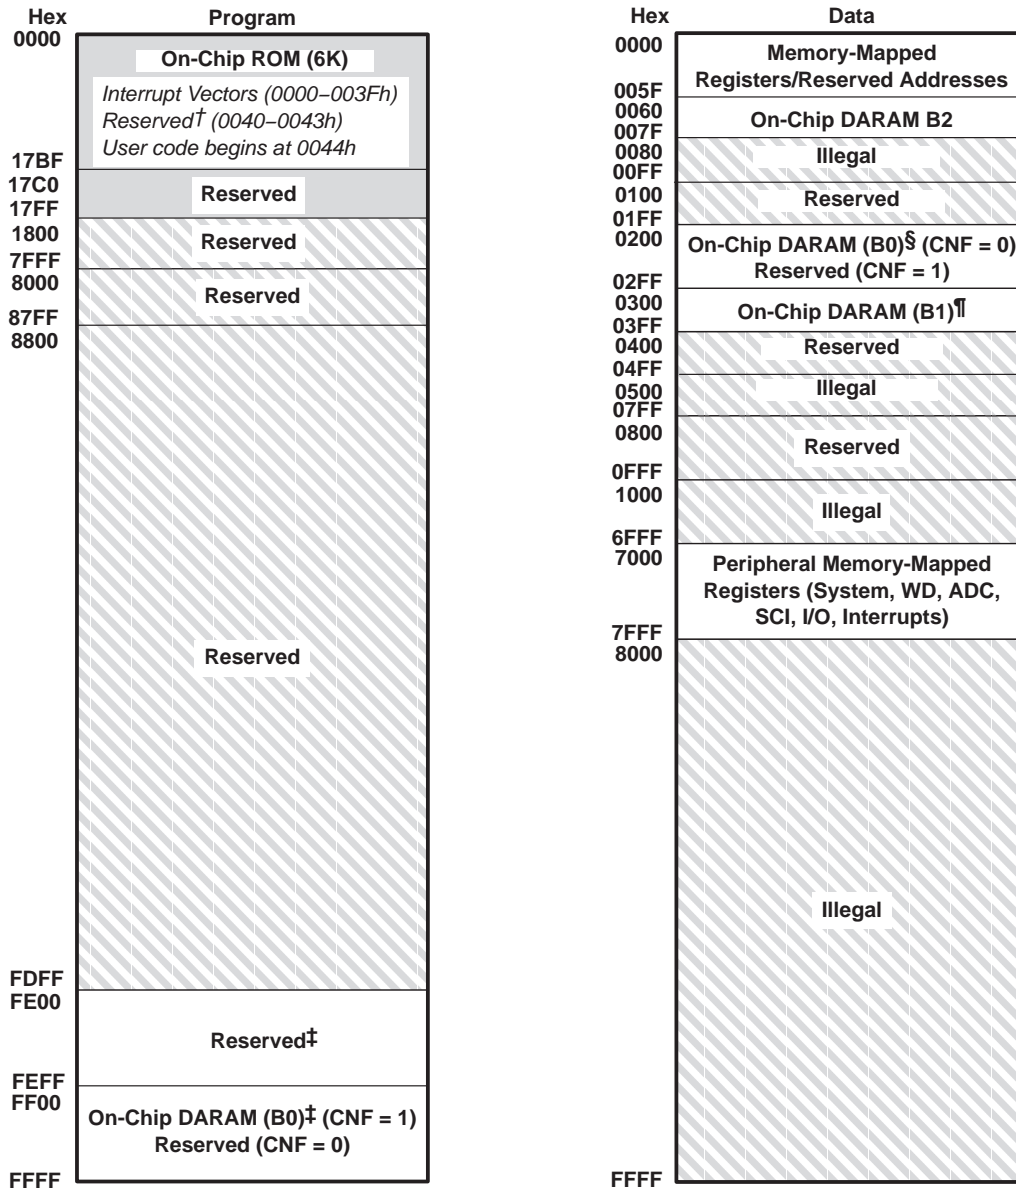 Hex Program
0000
On-Chip ROM (6K)
Interrupt Vectors (0000−003Fh)
Reserved† (0040−0043h)
User code begins at 0044h
17BF
17C0
Reserved
17FF
1800
Reserved
7FFF
8000
Reserved
87FF
8800
Reserved
FDFF
FE00
Reserved‡
FEFF
FF00
On-Chip DARAM (B0)‡ (CNF = 1)
Reserved (CNF = 0)
FFFF
Hex Data
0000
Memory-Mapped
Registers/Reserved Addresses
005F
0060
On-Chip DARAM B2
007F
0080
Illegal
00FF
0100
Reserved
01FF
0200
On-Chip DARAM (B0)§ (CNF = 0)
Reserved (CNF = 1)
02FF
0300
On-Chip DARAM (B1)¶
03FF
0400
Reserved
04FF
0500
Illegal
07FF
0800
Reserved
0FFF
1000
Illegal
6FFF
7000
Peripheral Memory-Mapped
Registers (System, WD, ADC,
SCI, I/O, Interrupts)
7FFF
8000
Illegal
FFFF